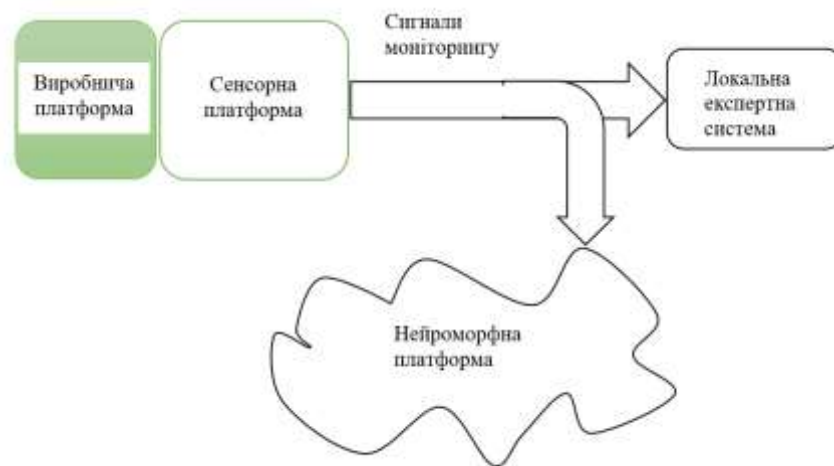 Сигнали
моніторингу
Виробнича
платформа
Сенсорна
платформа
Локальна
експертна
система
Нейроморфна
платформа